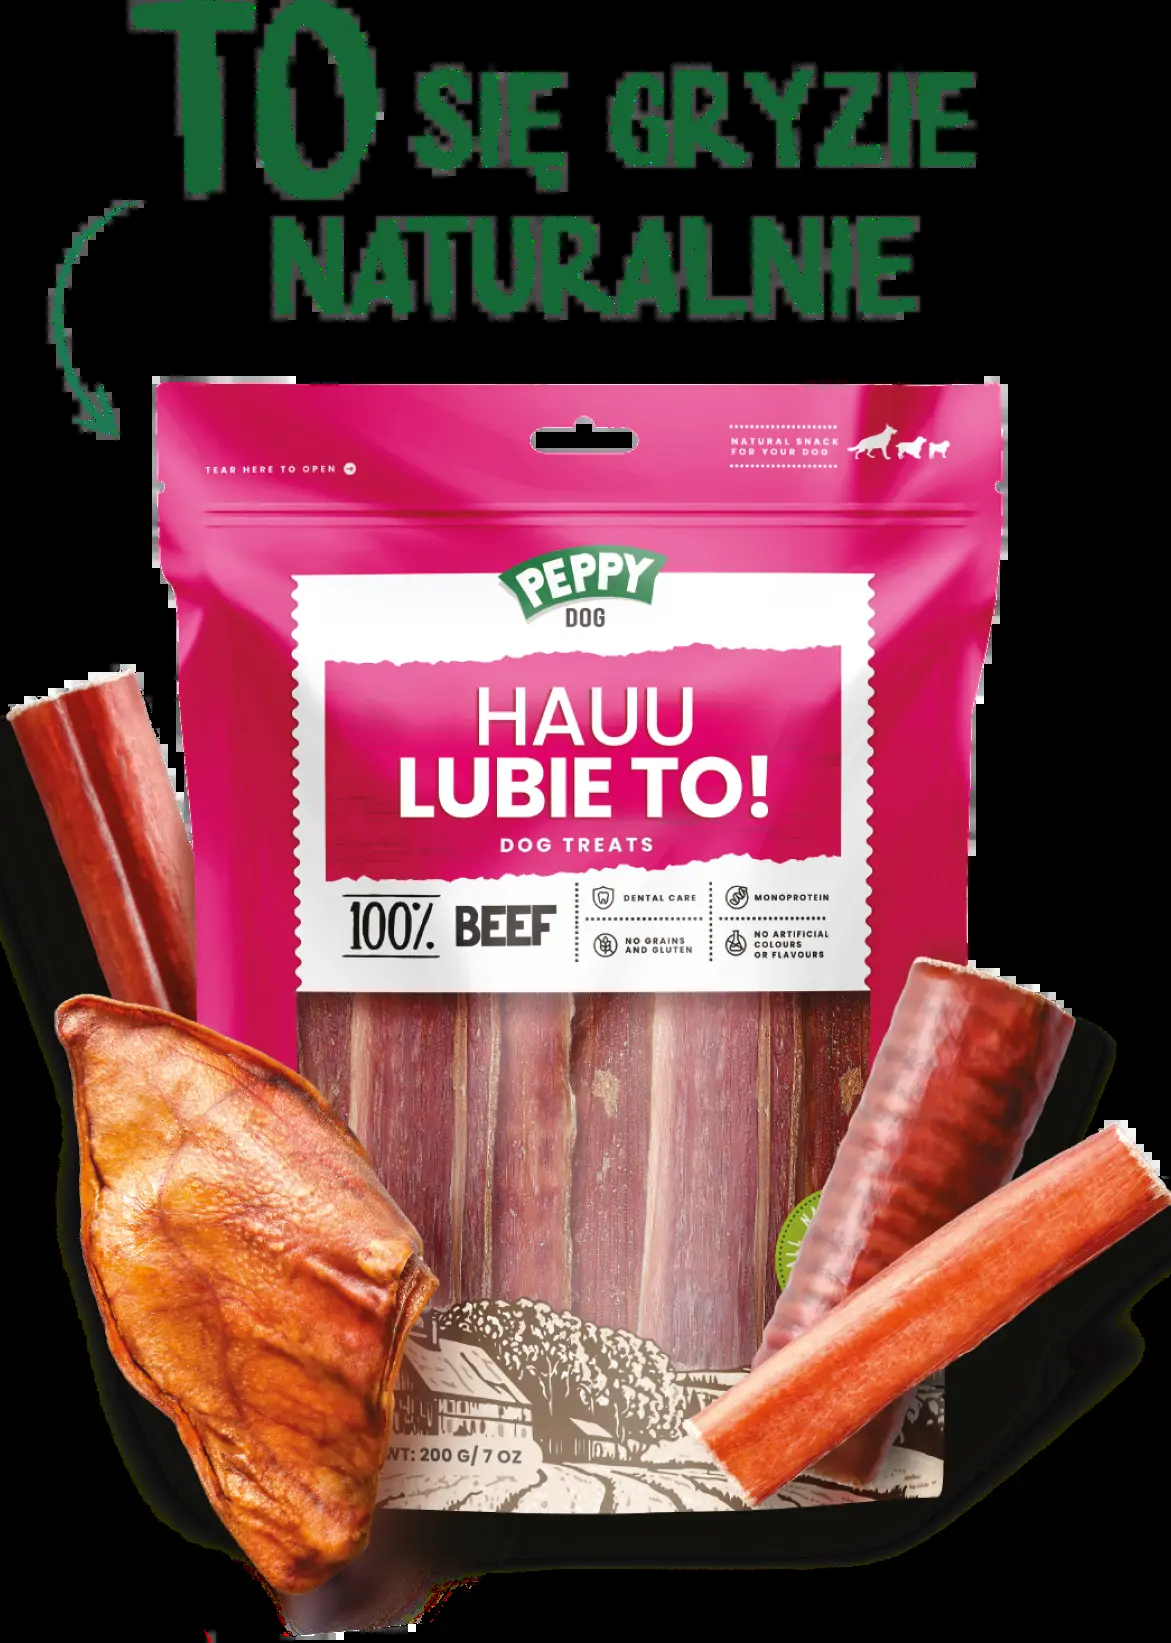 TO SIĘ GRYZIE
NATURALNIE
TEAR HERE TO OPEN
NATURAL SNACK
FOR YOUR DOG
PEPPY
DOG
HAUU
LUBIE TO!
DOG TREATS
100% BEEF
DENTAL CARE
MONOPROTEIN
NO GRAINS
AND GLUTEN
NO ARTIFICIAL
COLOURS
OR FLAVOURS
ALL
WT: 200 G/ 7 OZ